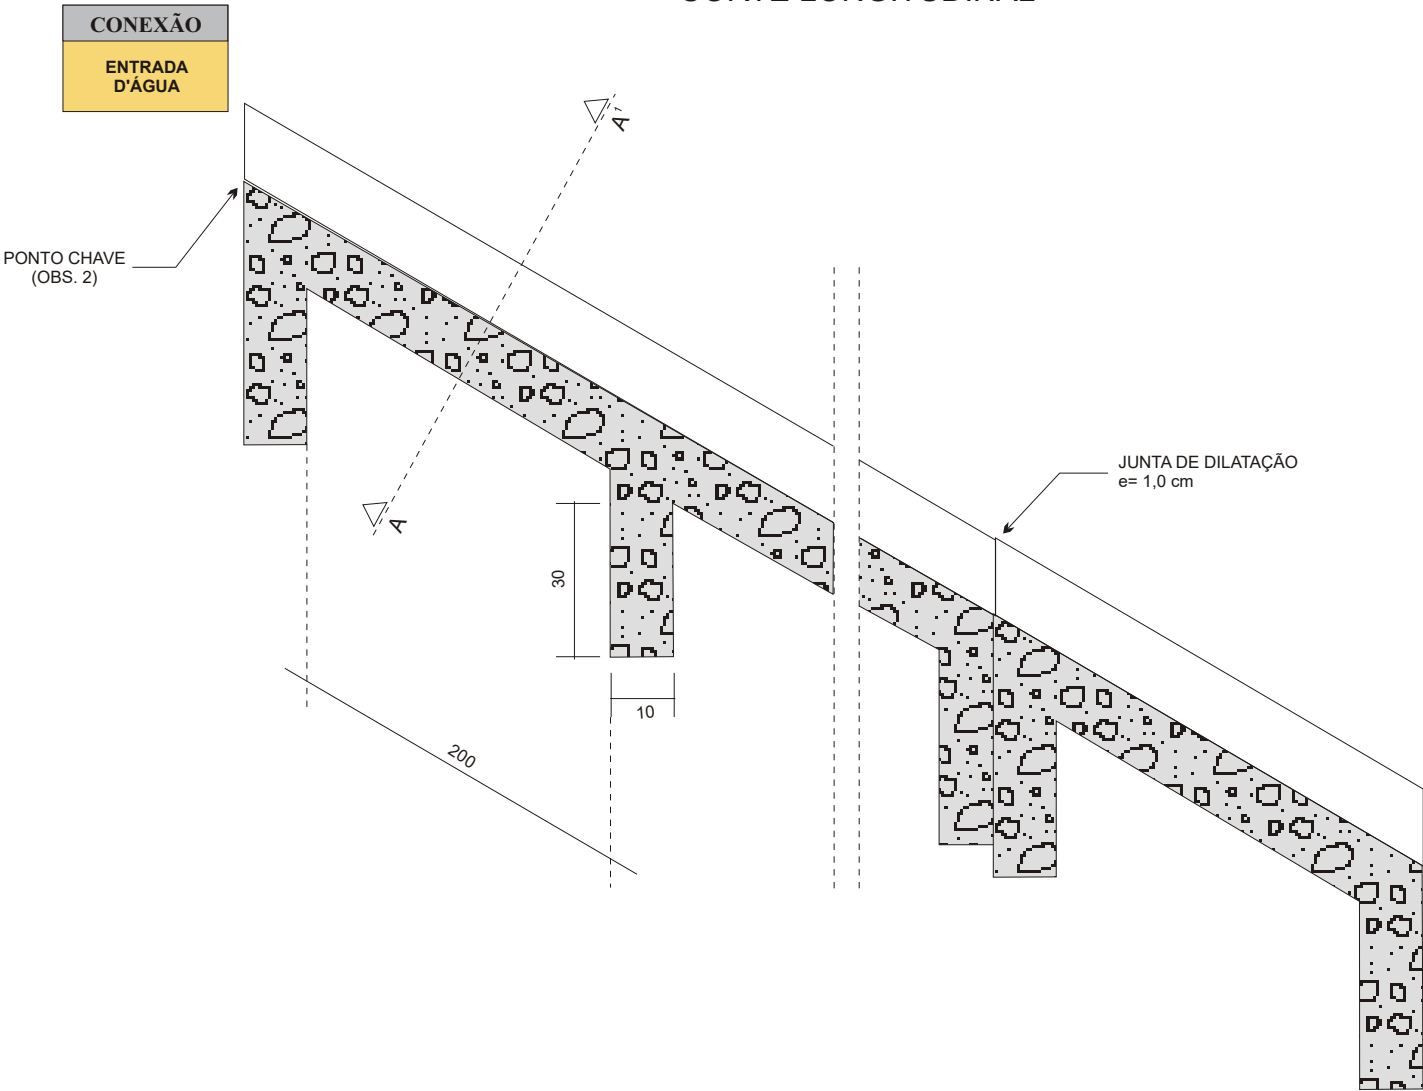 CONEXÃO
ENTRADA
D'ÁGUA
A'
PONTO CHAVE
(OBS. 2)
JUNTA DE DILATAÇÃO
e= 1,0 cm
A
30
10
200